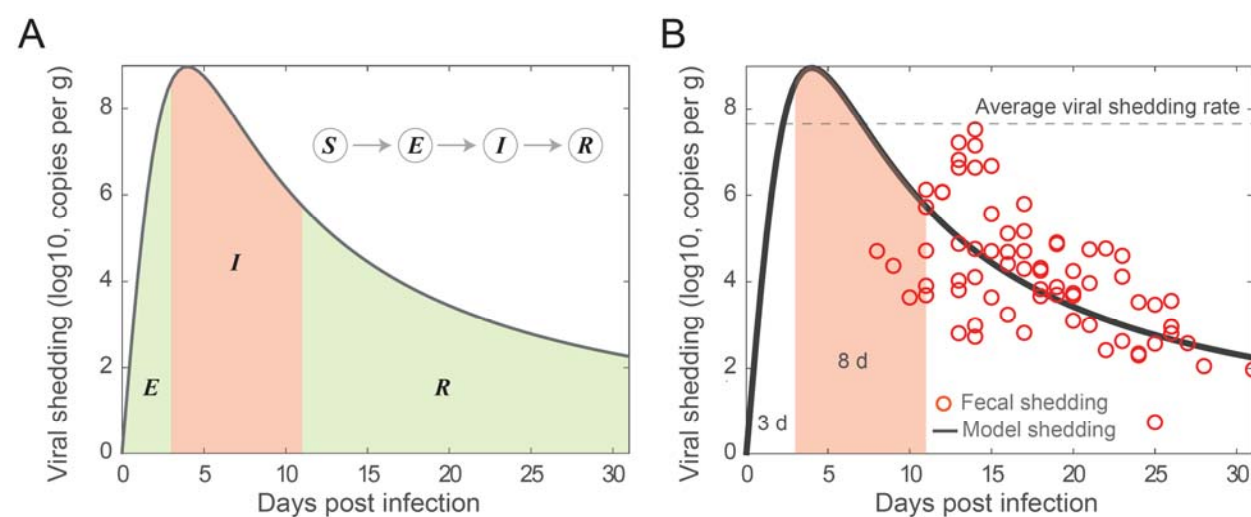 A
Viral shedding (log10, copies per g)
8
6
4
2
0
S E I R
E
I
R
0 5 10 15 20 25 30
Days post infection
B
Viral shedding (log10, copies per g)
8
6
4
2
0
Average viral shedding rate
8 d
3 d
Fecal shedding
Model shedding
0 5 10 15 20 25 30
Days post infection